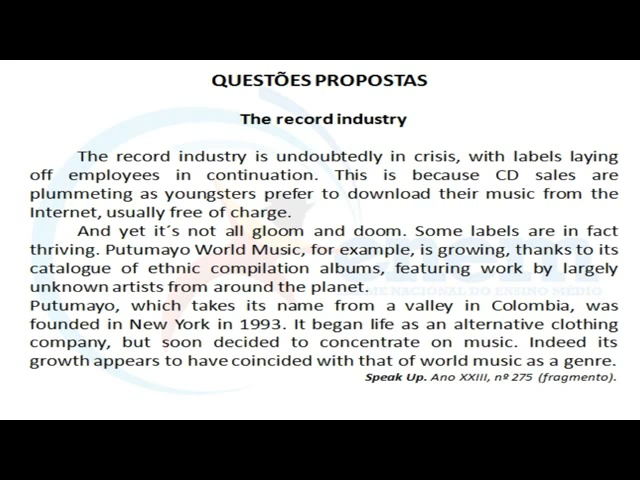 QUESTÕES PROPOSTAS
The record industry
The record industry is undoubtedly in crisis, with labels laying
off employees in continuation. This is because CD sales are
plummeting as youngsters prefer to download their music from the
Internet, usually free of charge.
And yet it´s not all gloom and doom. Some labels are in fact
thriving. Putumayo World Music, for example, is growing, thanks to its
catalogue of ethnic compilation albums, featuring work by largely
unknown artists from around the planet.
Putumayo, which takes its name from a valley in Colombia, was
founded in New York in 1993. It began life as an alternative clothing
company, but soon decided to concentrate on music. Indeed its
growth appears to have coincided with that of world music as a genre.
Speak Up. Ano XXIII, nº 275 (fragmento).
enem
EXAME NACIONAL DO ENSINO MÉDIO